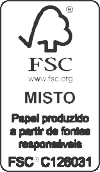 FSC
www.fsc.org
MISTO
Papel produzido
a partir de fontes
responsáveis
FSC® C126031